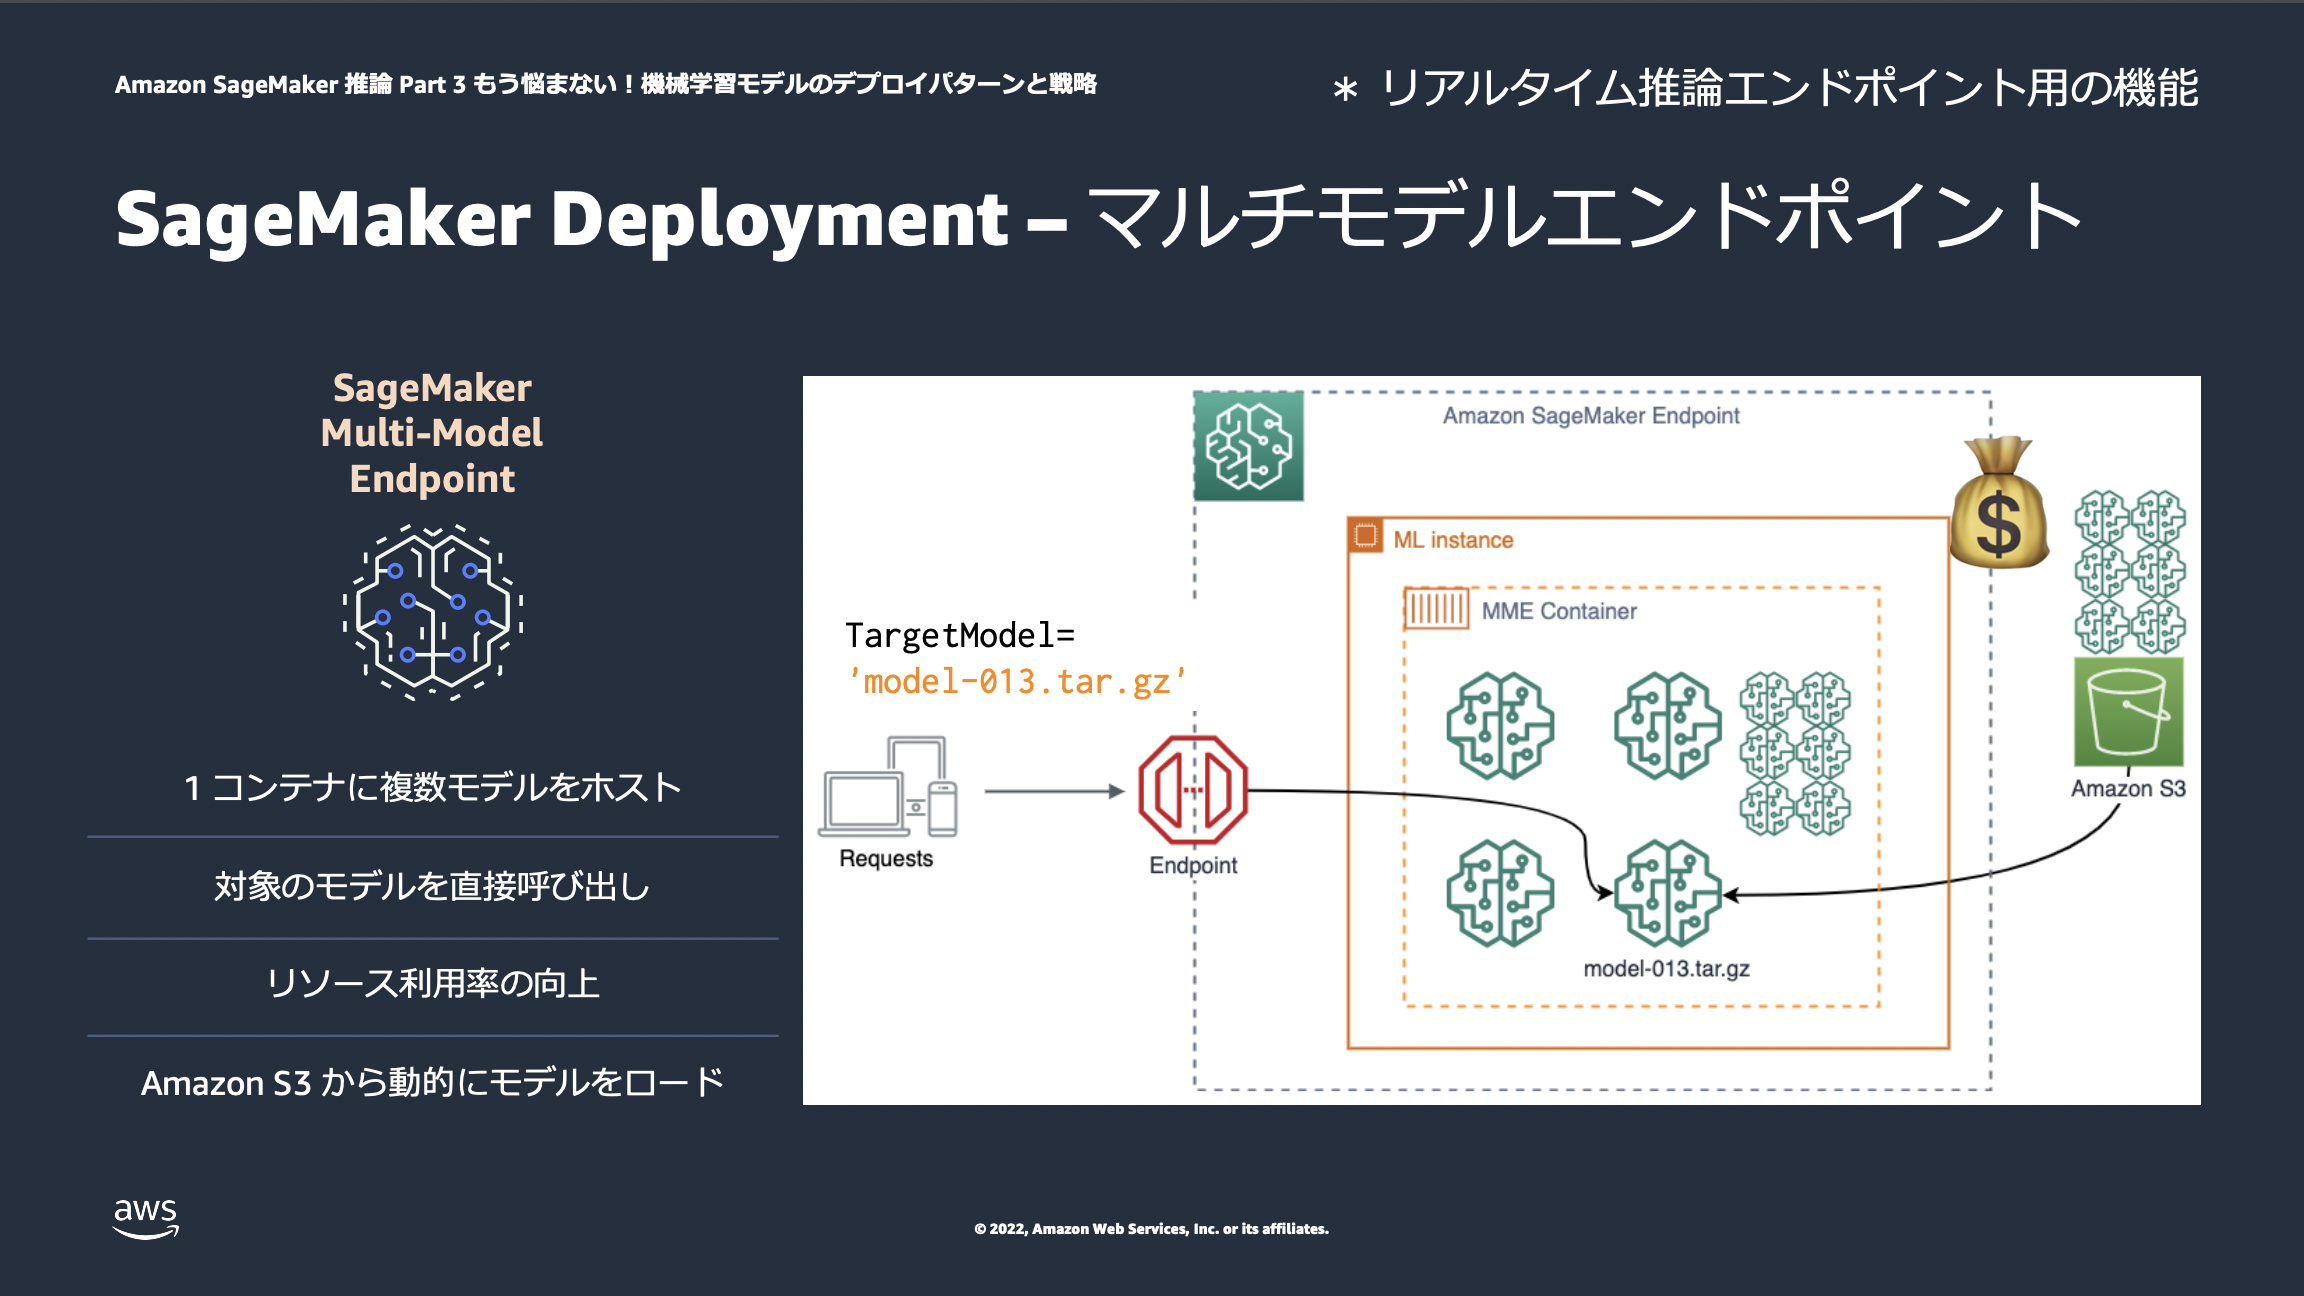 Amazon SageMaker 推論 Part 3 もう悩まない！機械学習モデルのデプロイパターンと戦略
* リアルタイム推論エンドポイント用の機能
SageMaker Deployment – マルチモデルエンドポイント
SageMaker
Multi-Model
Endpoint
1 コンテナに複数モデルをホスト
対象のモデルを直接呼び出し
リソース利用率の向上
Amazon S3 から動的にモデルをロード
Amazon SageMaker Endpoint
$
ML instance
MME Container
TargetModel=
'model-013.tar.gz'
Requests
Endpoint
model-013.tar.gz
Amazon S3
aws
© 2022, Amazon Web Services, Inc. or its affiliates.